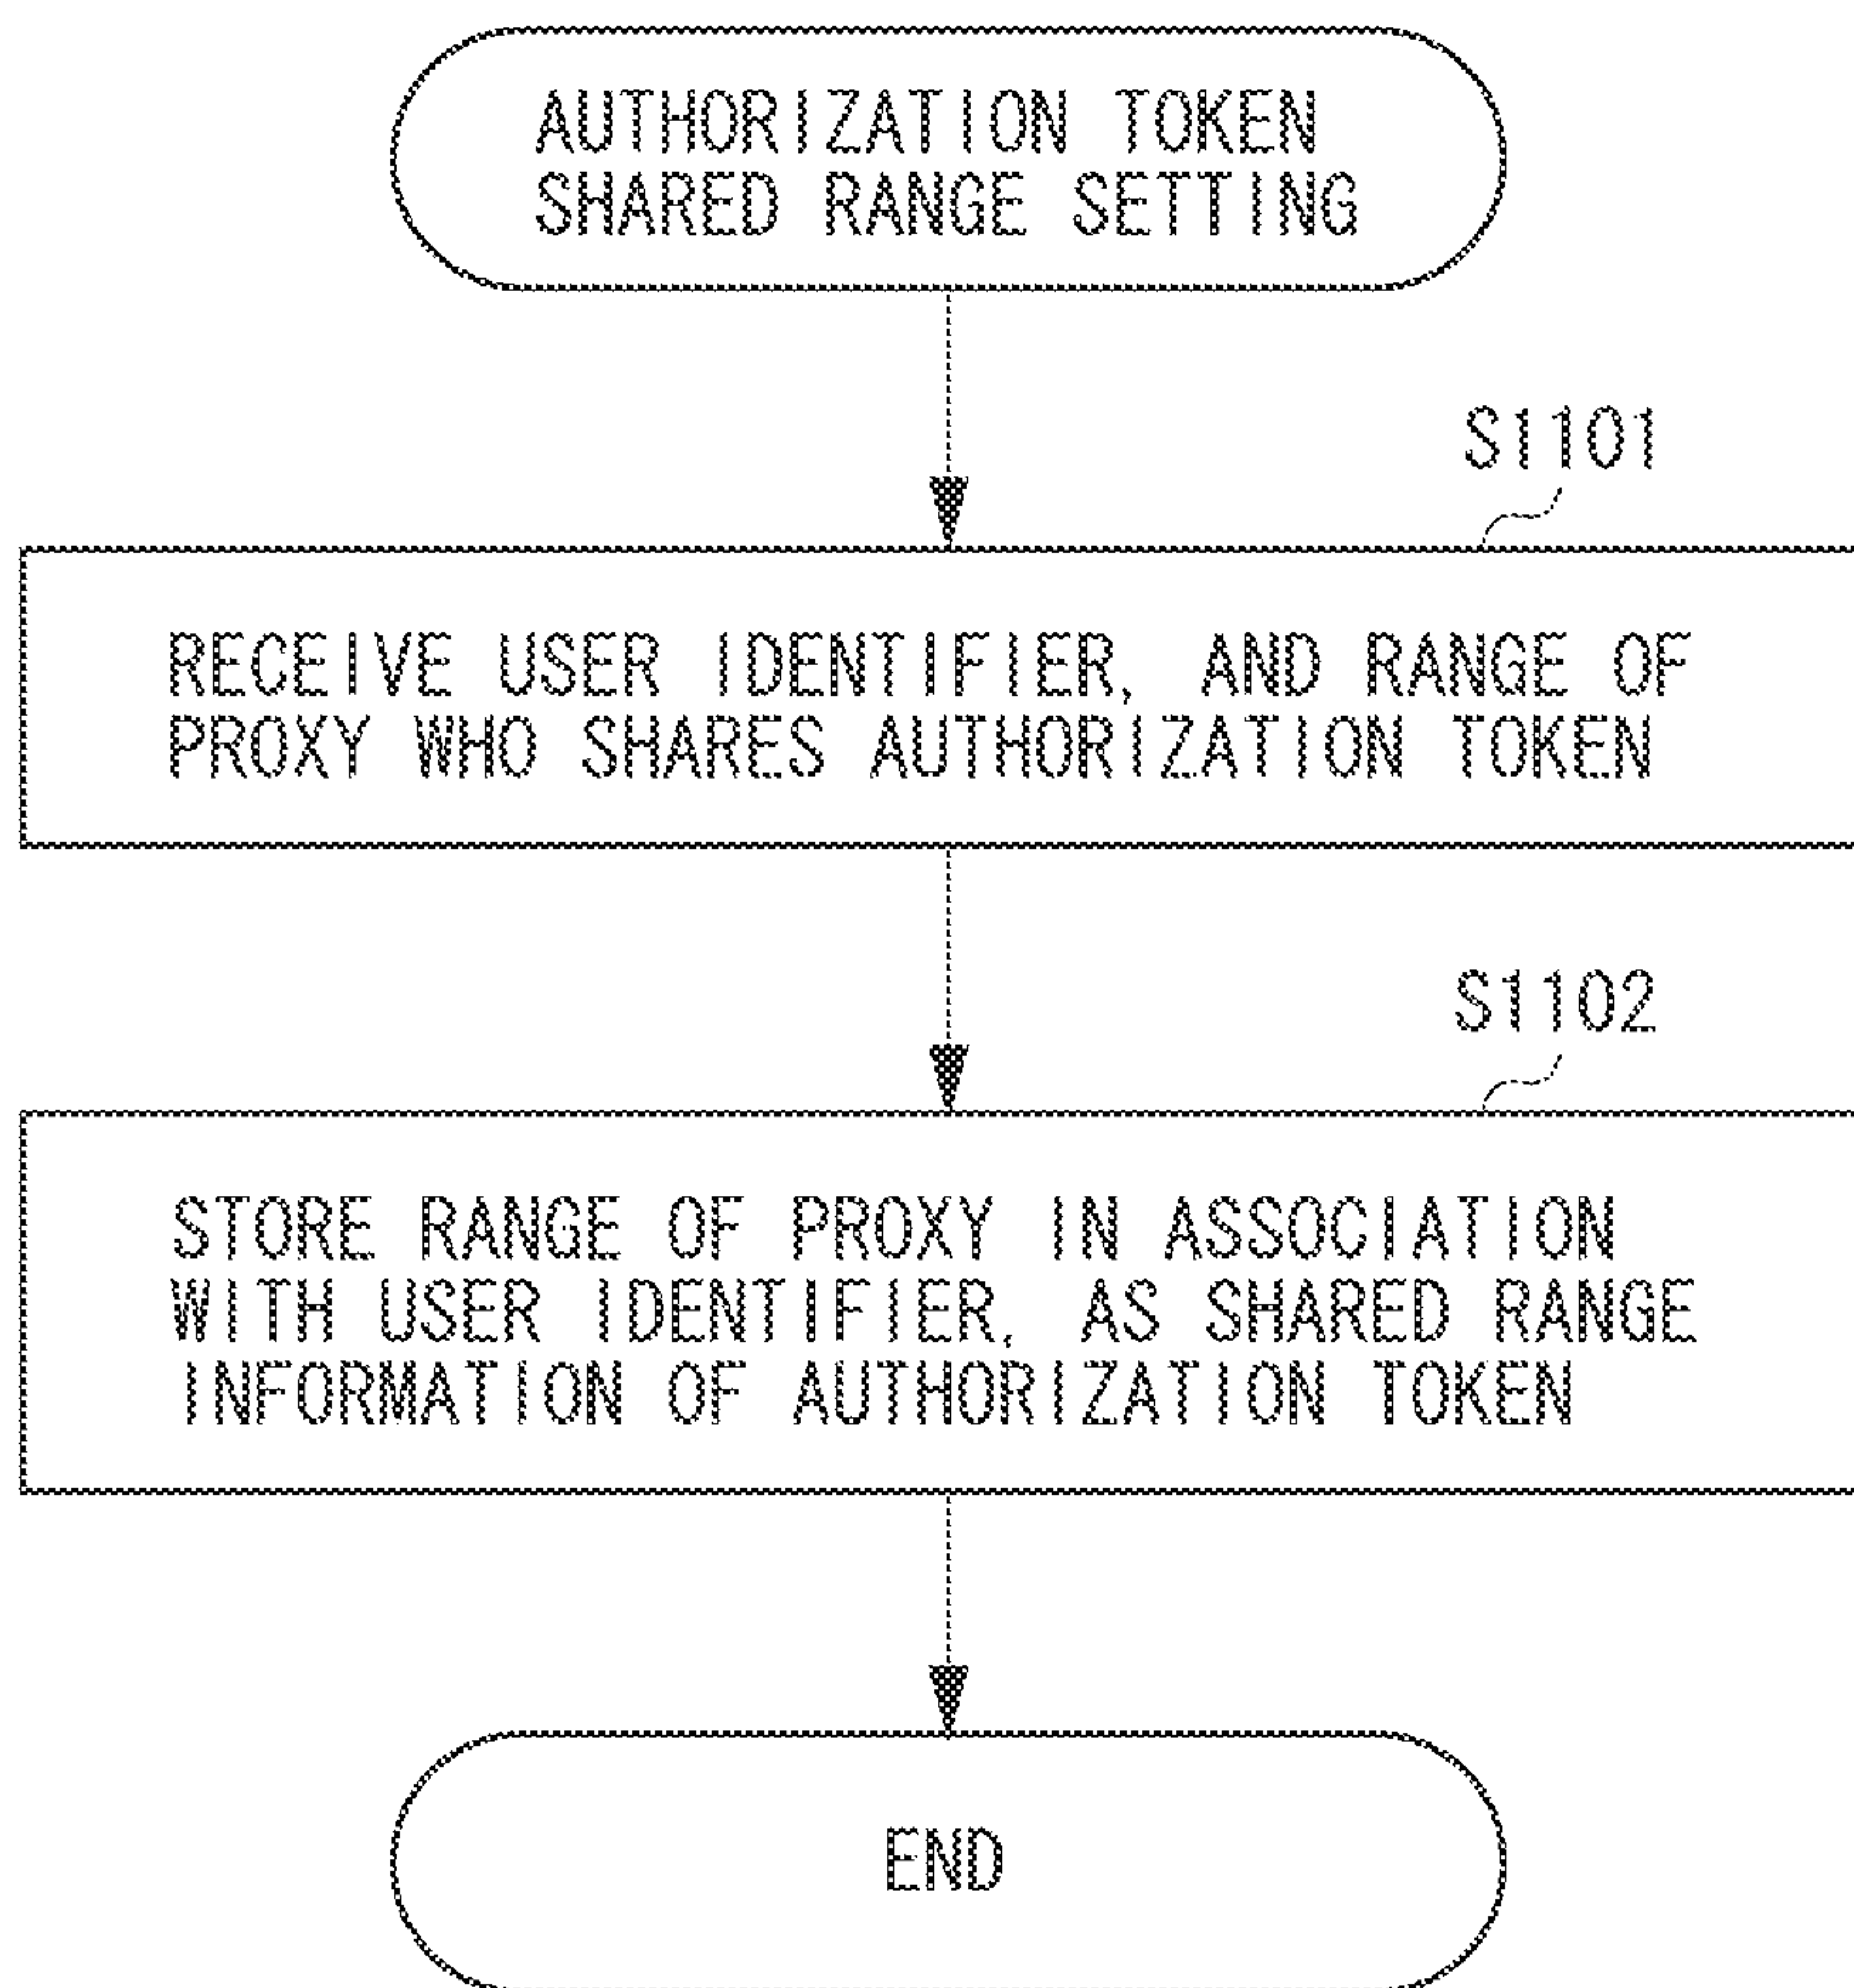 AUTHORIZATION TOKEN
SHARED RANGE SETTING
S1101
RECEIVE USER IDENTIFIER, AND RANGE OF
PROXY WHO SHARES AUTHORIZATION TOKEN
S1102
STORE RANGE OF PROXY IN ASSOCIATION
WITH USER IDENTIFIER, AS SHARED RANGE
INFORMATION OF AUTHORIZATION TOKEN
END